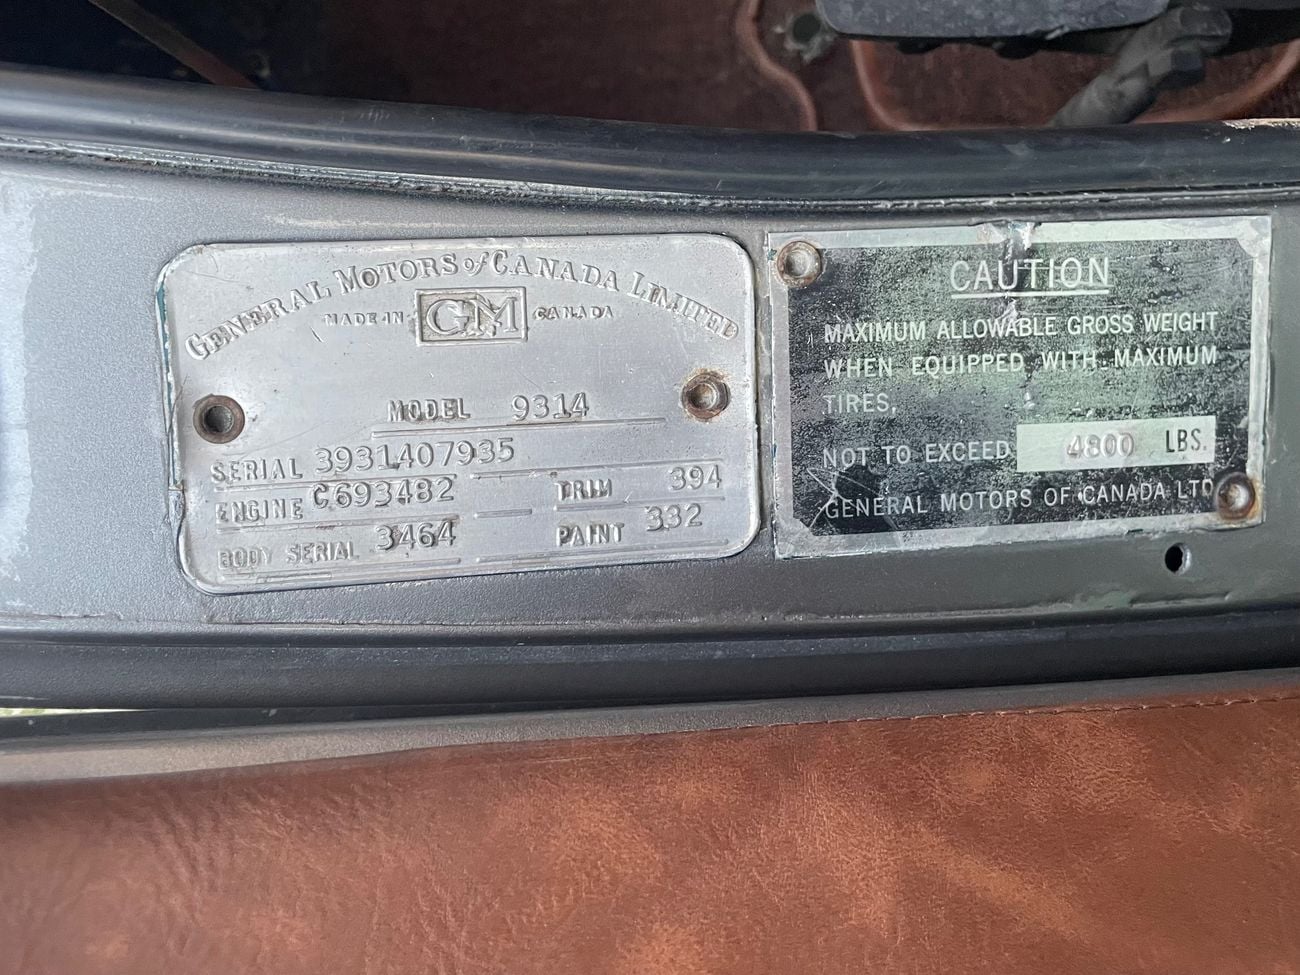 GENERAL MOTORS of CANADA LIMITED
MADE IN GM CANADA
MODEL 9314
SERIAL 3931407935
ENGINE C693482 TRIM 394
BODY SERIAL 3464 PAINT 332
CAUTION
MAXIMUM ALLOWABLE GROSS WEIGHT
WHEN EQUIPPED WITH MAXIMUM
TIRES,
NOT TO EXCEED 4800 LBS.
GENERAL MOTORS OF CANADA LTD